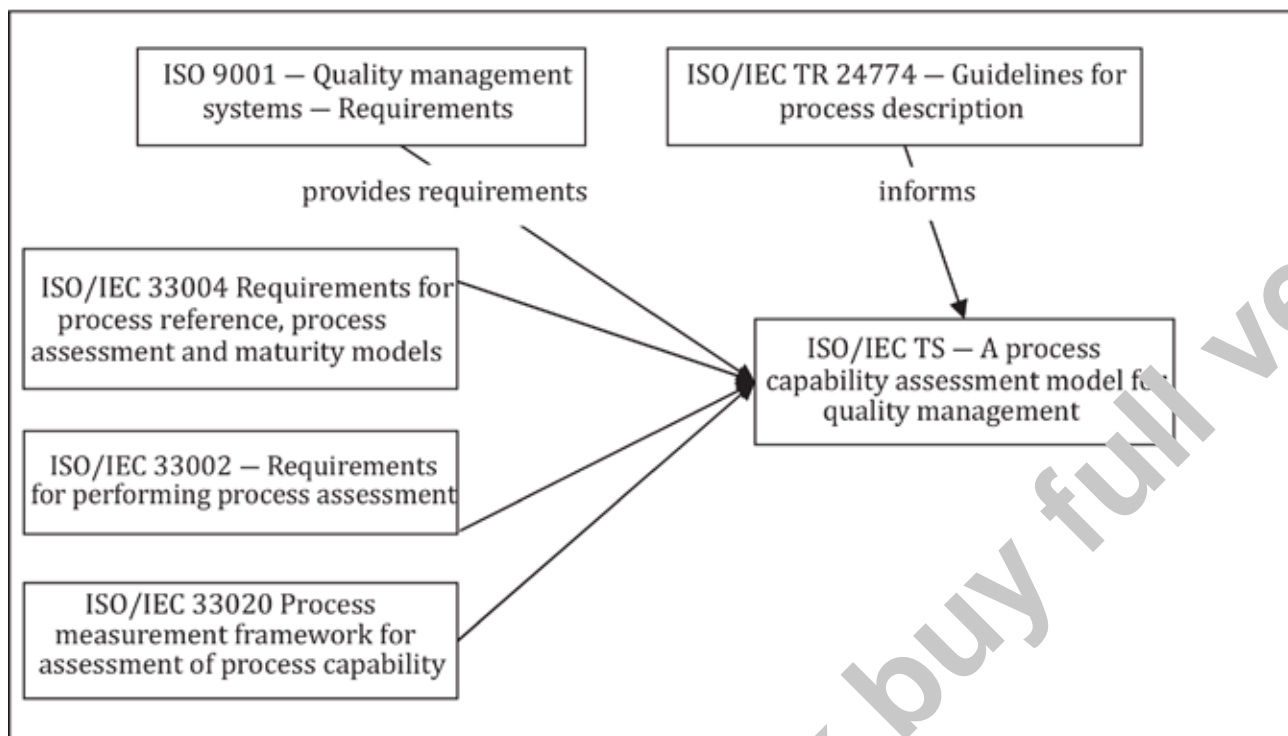 ISO 9001 — Quality management
systems — Requirements
ISO/IEC TR 24774 — Guidelines for
process description
provides requirements
informs
ISO/IEC 33004 Requirements for
process reference, process
assessment and maturity models
ISO/IEC TS — A process
capability assessment model for
quality management
ISO/IEC 33002 — Requirements
for performing process assessment
ISO/IEC 33020 Process
measurement framework for
assessment of process capability
buy full